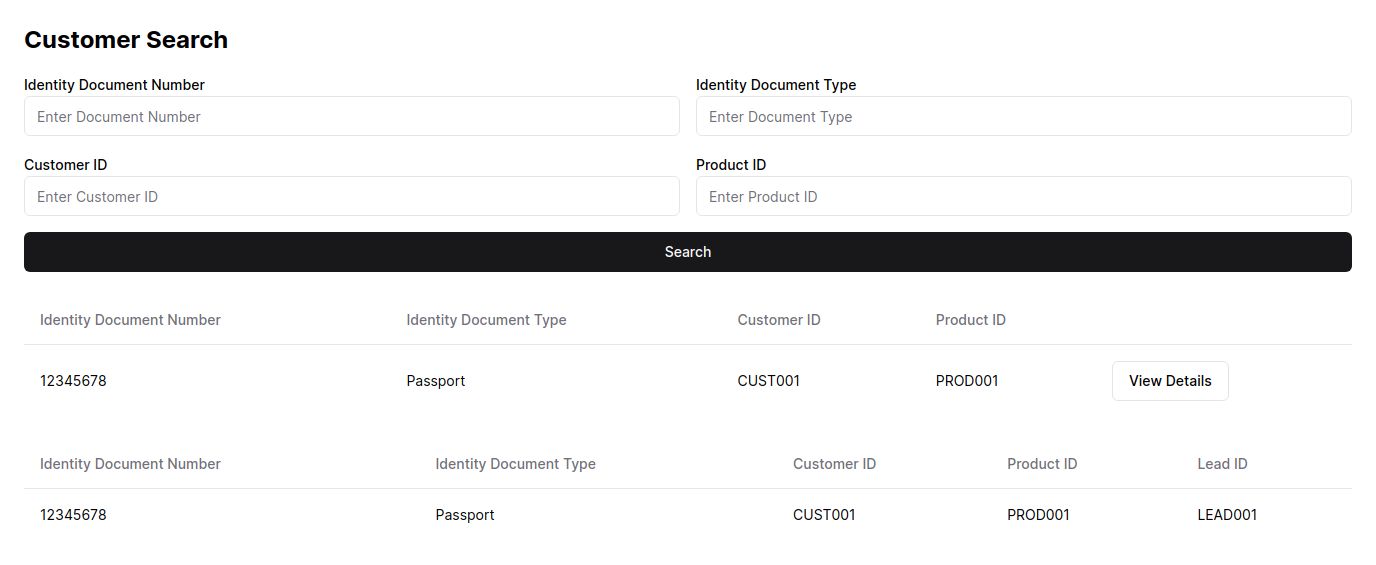 Customer Search
Identity Document Number Identity Document Type
Enter Document Number Enter Document Type
Customer ID Product ID
Enter Customer ID Enter Product ID
Search
Identity Document Number Identity Document Type Customer ID Product ID
12345678 Passport CUST001 PROD001 View Details
Identity Document Number Identity Document Type Customer ID Product ID Lead ID
12345678 Passport CUST001 PROD001 LEAD001